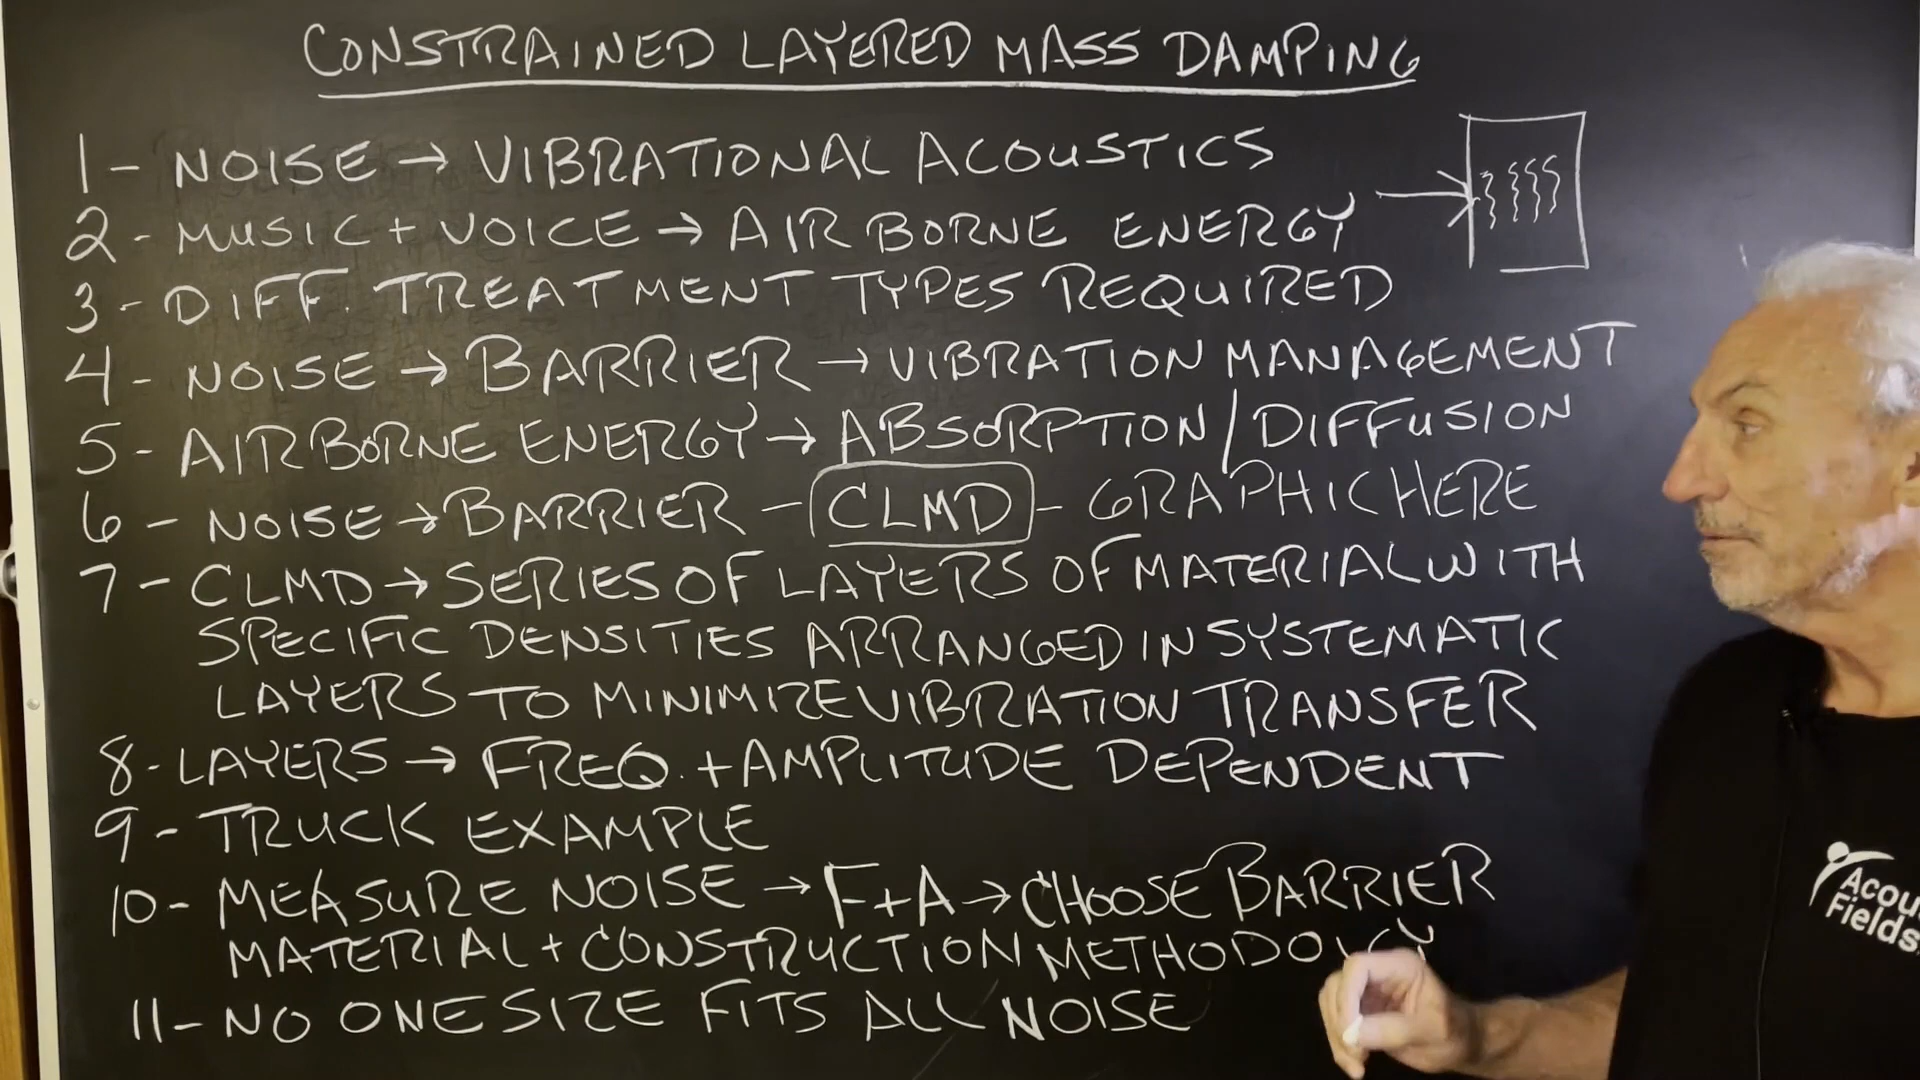 CONSTRAINED LAYERED MASS DAMPING
1 - NOISE → VIBRATIONAL ACOUSTICS
2 - MUSIC + VOICE → AIR BORNE ENERGY
3 - DIFF. TREATMENT TYPES REQUIRED
4 - NOISE → BARRIER → VIBRATION MANAGEMENT
5 - AIR BORNE ENERGY → ABSORPTION / DIFFUSION
6 - NOISE → BARRIER - CLMD - GRAPHIC HERE
7 - CLMD → SERIES OF LAYERS OF MATERIAL WITH
SPECIFIC DENSITIES ARRANGED IN SYSTEMATIC
LAYERS TO MINIMIZE VIBRATION TRANSFER
8 - LAYERS → FREQ. + AMPLITUDE DEPENDENT
9 - TRUCK EXAMPLE
10 - MEASURE NOISE → F+A → CHOOSE BARRIER
MATERIAL + CONSTRUCTION
11 - NO ONE SIZE FITS ALL NOISE
Fields